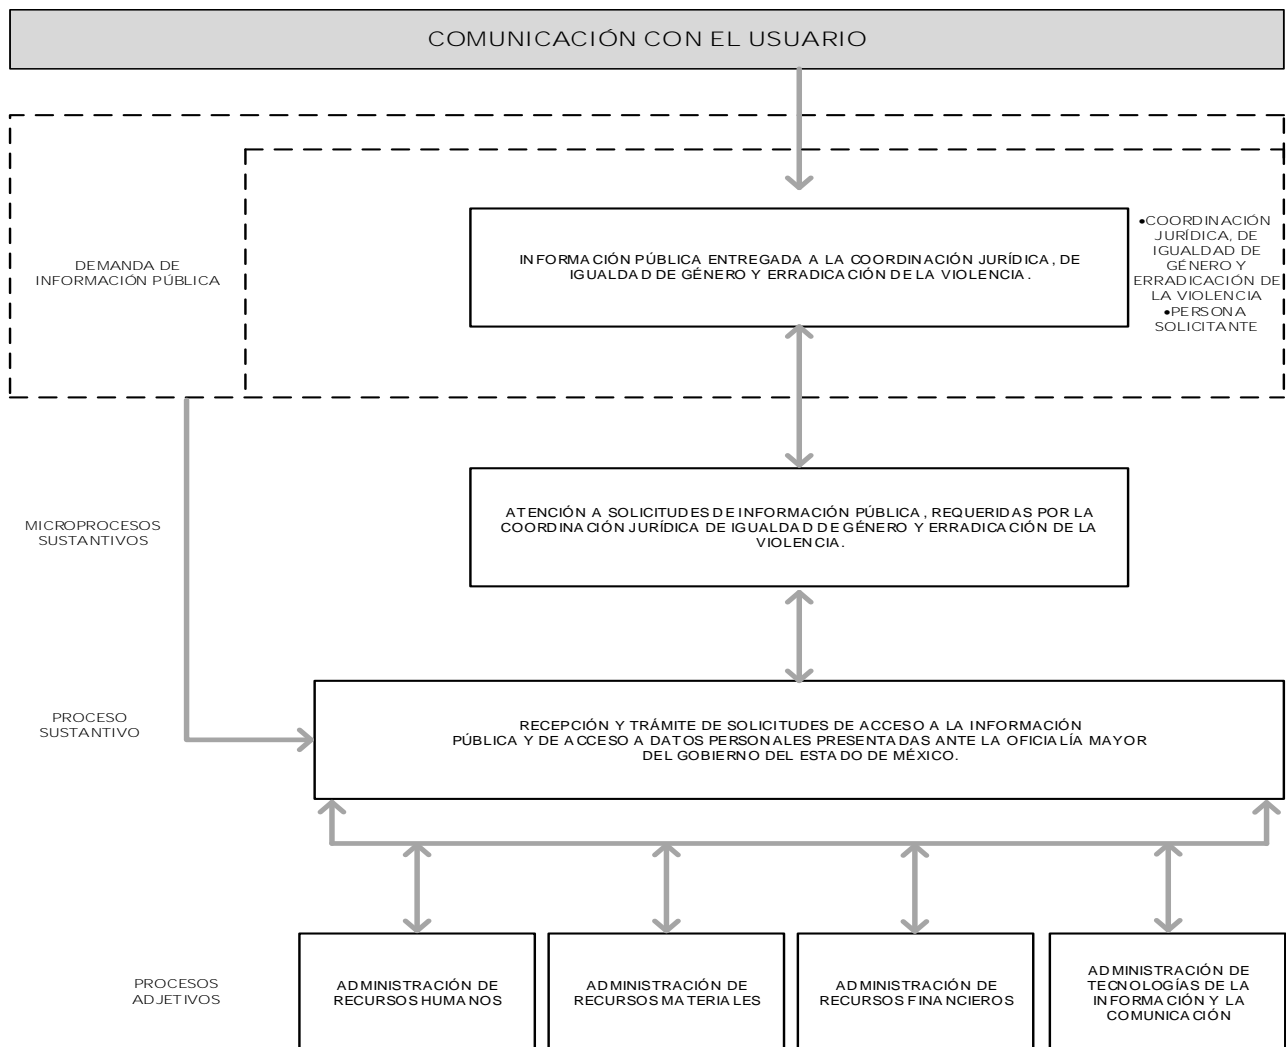 COMUNICACIÓN CON EL USUARIO
DEMANDA DE
INFORMACIÓN PÚBLICA
INFORMACIÓN PÚBLICA ENTREGADA A LA COORDINACIÓN JURÍDICA, DE
IGUALDAD DE GÉNERO Y ERRADICACIÓN DE LA VIOLENCIA.
•COORDINACIÓN
JURÍDICA, DE
IGUALDAD DE
GÉNERO Y
ERRADICACIÓN DE
LA VIOLENCIA
•PERSONA
SOLICITANTE
MICROPROCESOS
SUSTANTIVOS
ATENCIÓN A SOLICITUDES DE INFORMACIÓN PÚBLICA, REQUERIDAS POR LA
COORDINACIÓN JURÍDICA DE IGUALDAD DE GÉNERO Y ERRADICACIÓN DE LA
VIOLENCIA.
PROCESO
SUSTANTIVO
RECEPCIÓN Y TRÁMITE DE SOLICITUDES DE ACCESO A LA INFORMACIÓN
PÚBLICA Y DE ACCESO A DATOS PERSONALES PRESENTADAS ANTE LA OFICIALÍA MAYOR
DEL GOBIERNO DEL ESTADO DE MÉXICO.
PROCESOS
ADJETIVOS
ADMINISTRACIÓN DE
RECURSOS HUMANOS
ADMINISTRACIÓN DE
RECURSOS MATERIALES
ADMINISTRACIÓN DE
RECURSOS FINANCIEROS
ADMINISTRACIÓN DE
TECNOLOGÍAS DE LA
INFORMACIÓN Y LA
COMUNICACIÓN